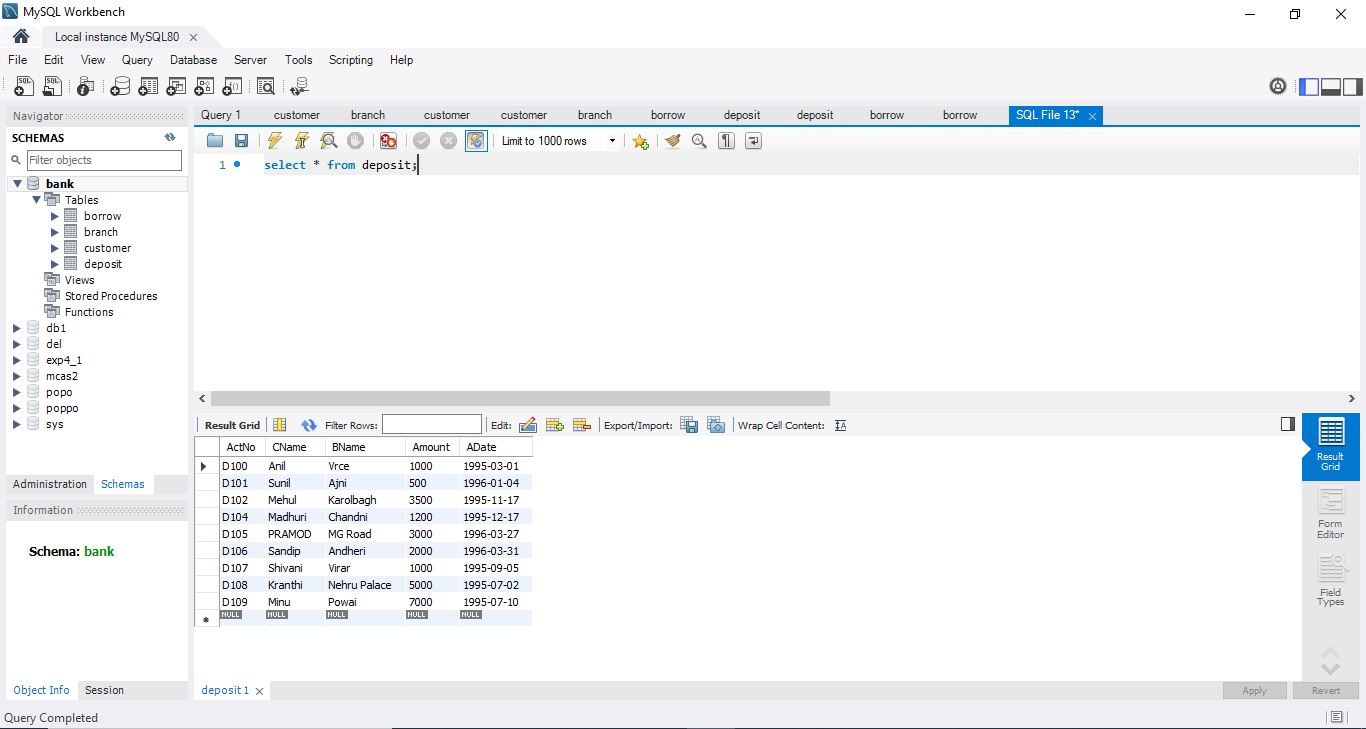 MySQL Workbench
Local instance MySQL80
File Edit View Query Database Server Tools Scripting Help
Navigator
SCHEMAS
Filter objects
bank
Tables
borrow
branch
customer
deposit
Views
Stored Procedures
Functions
db1
del
exp4_1
mcas2
popo
poppo
sys
Administration Schemas
Information
Schema: bank
Object Info Session
Query 1 customer branch customer customer branch borrow deposit deposit borrow borrow SQL File 13*
Limit to 1000 rows
1 select * from deposit;
Result Grid Filter Rows: Edit: Export/Import: Wrap Cell Content:
ActNo CName BName Amount ADate
D100 Anil Vrce 1000 1995-03-01
D101 Sunil Ajni 500 1996-01-04
D102 Mehul Karolbagh 3500 1995-11-17
D104 Madhuri Chandni 1200 1995-12-17
D105 PRAMOD MG Road 3000 1996-03-27
D106 Sandip Andheri 2000 1996-03-31
D107 Shivani Virar 1000 1995-09-05
D108 Kranthi Nehru Palace 5000 1995-07-02
D109 Minu Powai 7000 1995-07-10
NULL NULL NULL NULL NULL
Result
Grid
Form
Editor
Field
Types
deposit 1
Apply Revert
Query Completed